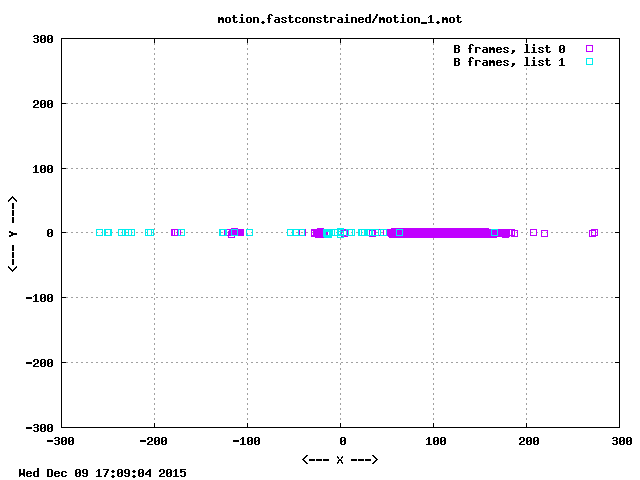 motion.fastconstrained/motion_1.mot
B frames, list 0
B frames, list 1
300
200
100
0
-100
-200
-300
<--- Y --->
-300 -200 -100 0 100 200 300
<--- X --->
Wed Dec 09 17:09:04 2015